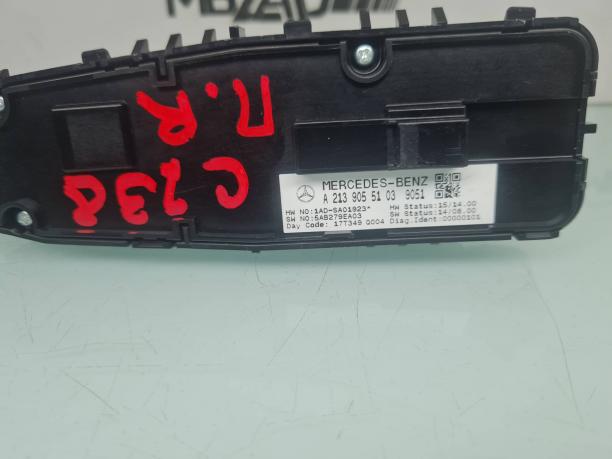 П.Я
C238
MERCEDES-BENZ
A 213 905 51 03 9051
HW NO:1AD-SA01923* HW Status:15/14.00
SW NO:5AB279EA03 SW Status:14/08.00
Day Code: 177349 0004 Diag.Ident:00000101